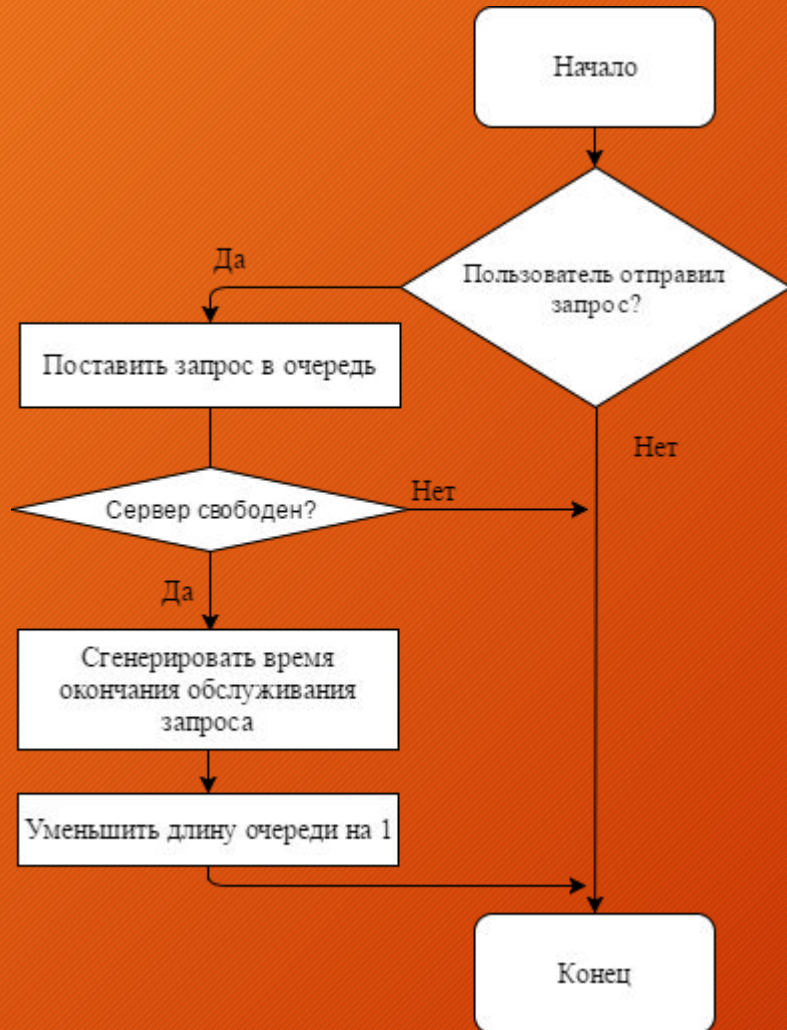 Начало
Пользователь отправил
запрос?
Да
Поставить запрос в очередь
Нет
Сервер свободен?
Нет
Да
Сгенерировать время
окончания обслуживания
запроса
Уменьшить длину очереди на 1
Конец